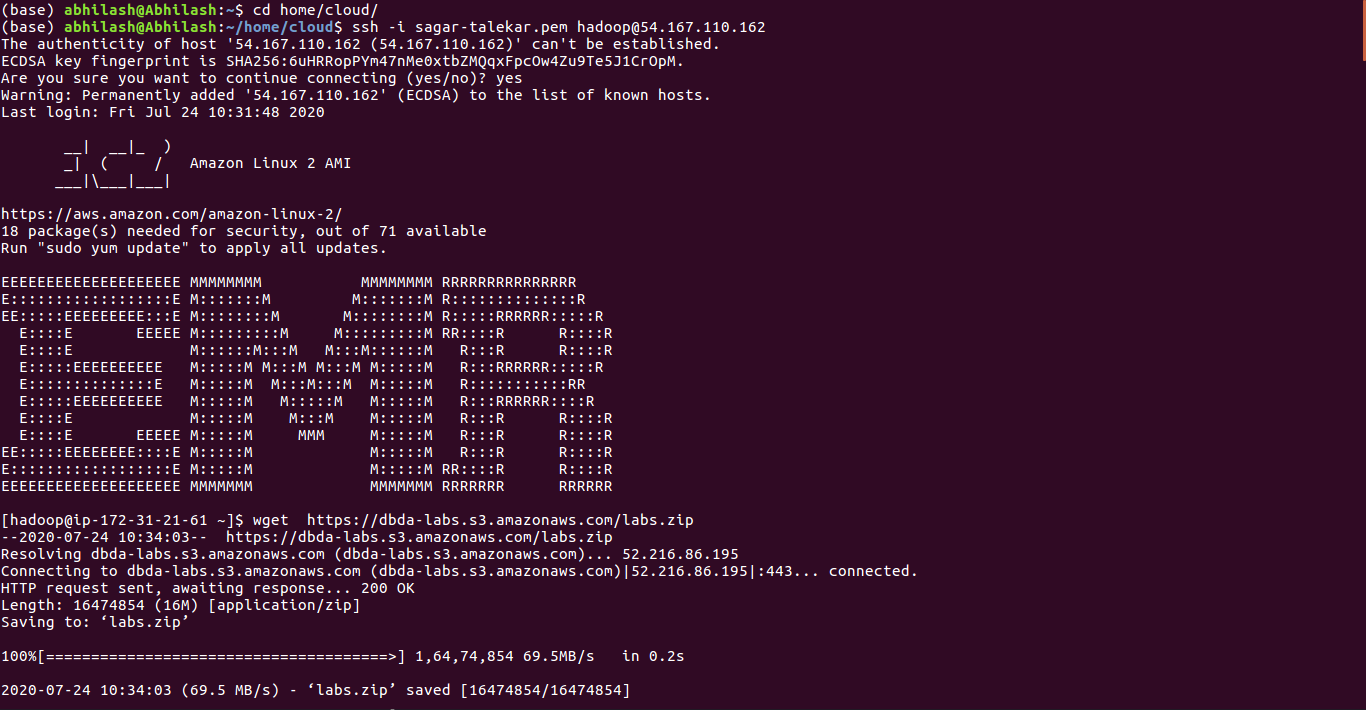 (base) abhilash@Abhilash:~$ cd home/cloud/
(base) abhilash@Abhilash:~/home/cloud$ ssh -i sagar-talekar.pem hadoop@54.167.110.162
The authenticity of host '54.167.110.162 (54.167.110.162)' can't be established.
ECDSA key fingerprint is SHA256:6uHRRopPYm47nMe0xtbZMQqxFpcOw4Zu9Te5J1CrOpM.
Are you sure you want to continue connecting (yes/no)? yes
Warning: Permanently added '54.167.110.162' (ECDSA) to the list of known hosts.
Last login: Fri Jul 24 10:31:48 2020

       __|  __|_  )
       _|  (     /   Amazon Linux 2 AMI
      ___|\___|___|

https://aws.amazon.com/amazon-linux-2/
18 package(s) needed for security, out of 71 available
Run "sudo yum update" to apply all updates.

EEEEEEEEEEEEEEEEEEEE MMMMMMMM           MMMMMMMM RRRRRRRRRRRRRRR
E::::::::::::::::::E M:::::::M         M:::::::M R::::::::::::::R
EE:::::EEEEEEEEE:::E M::::::::M       M::::::::M R:::::RRRRRR:::::R
  E::::E       EEEEE M:::::::::M     M:::::::::M RR::::R      R::::R
  E::::E             M::::::M:::M   M:::M::::::M   R:::R      R::::R
  E:::::EEEEEEEEEE   M:::::M M:::M M:::M M:::::M   R:::RRRRRR:::::R
  E::::::::::::::E   M:::::M  M:::M:::M  M:::::M   R:::::::::::RR
  E:::::EEEEEEEEEE   M:::::M   M:::::M   M:::::M   R:::RRRRRR::::R
  E::::E             M:::::M    M:::M    M:::::M   R:::R      R::::R
  E::::E       EEEEE M:::::M     MMM     M:::::M   R:::R      R::::R
EE:::::EEEEEEEE::::E M:::::M             M:::::M   R:::R      R::::R
E::::::::::::::::::E M:::::M             M:::::M RR::::R      R::::R
EEEEEEEEEEEEEEEEEEEE MMMMMMM             MMMMMMM RRRRRRR      RRRRRR

[hadoop@ip-172-31-21-61 ~]$ wget  https://dbda-labs.s3.amazonaws.com/labs.zip
--2020-07-24 10:34:03--  https://dbda-labs.s3.amazonaws.com/labs.zip
Resolving dbda-labs.s3.amazonaws.com (dbda-labs.s3.amazonaws.com)... 52.216.86.195
Connecting to dbda-labs.s3.amazonaws.com (dbda-labs.s3.amazonaws.com)|52.216.86.195|:443... connected.
HTTP request sent, awaiting response... 200 OK
Length: 16474854 (16M) [application/zip]
Saving to: ‘labs.zip’

100%[======================================>] 1,64,74,854 69.5MB/s   in 0.2s

2020-07-24 10:34:03 (69.5 MB/s) - ‘labs.zip’ saved [16474854/16474854]